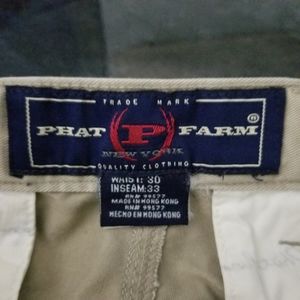 TRADE MARK
PHAT P FARM ®
NEW YORK
QUALITY CLOTHING
WAIST: 30
INSEAM: 33
RN# 99577
MADE IN HONG KONG
RN# 99577
HECHO EN HONG KONG